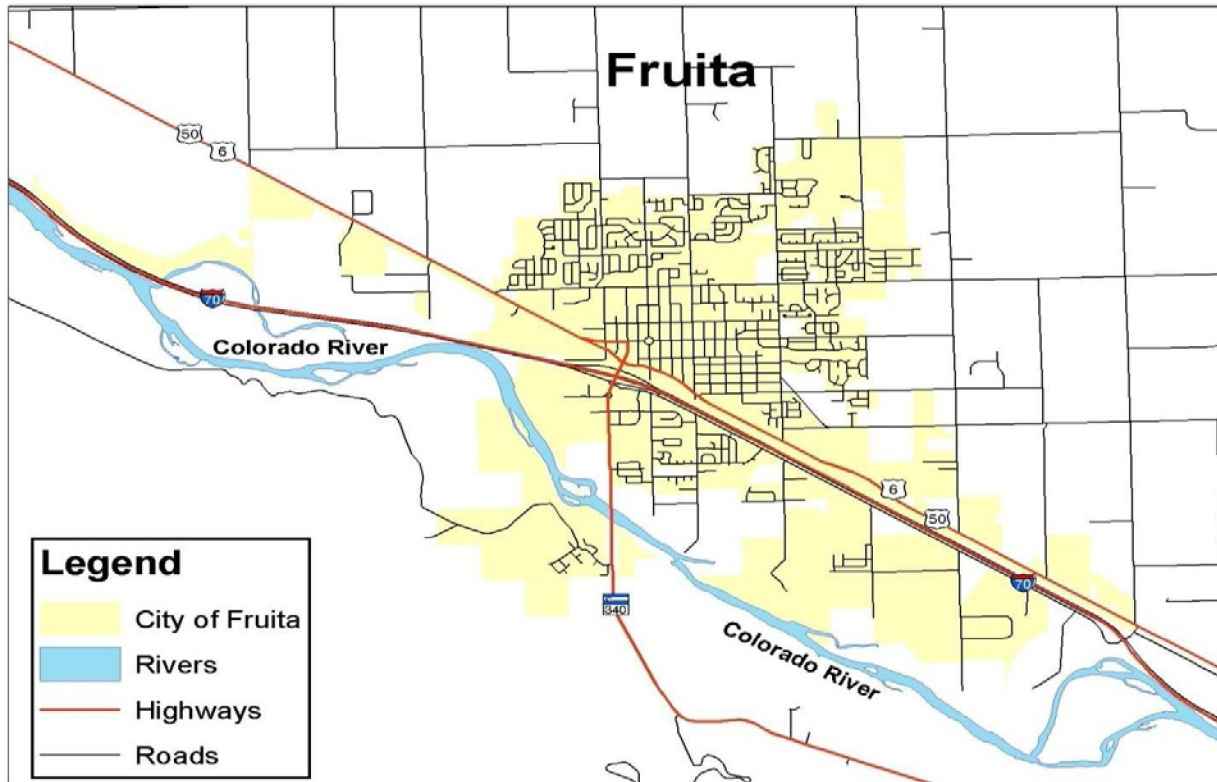 Fruita
50
6
70
Colorado River
6
50
70
340
Colorado River
Legend
City of Fruita
Rivers
Highways
Roads